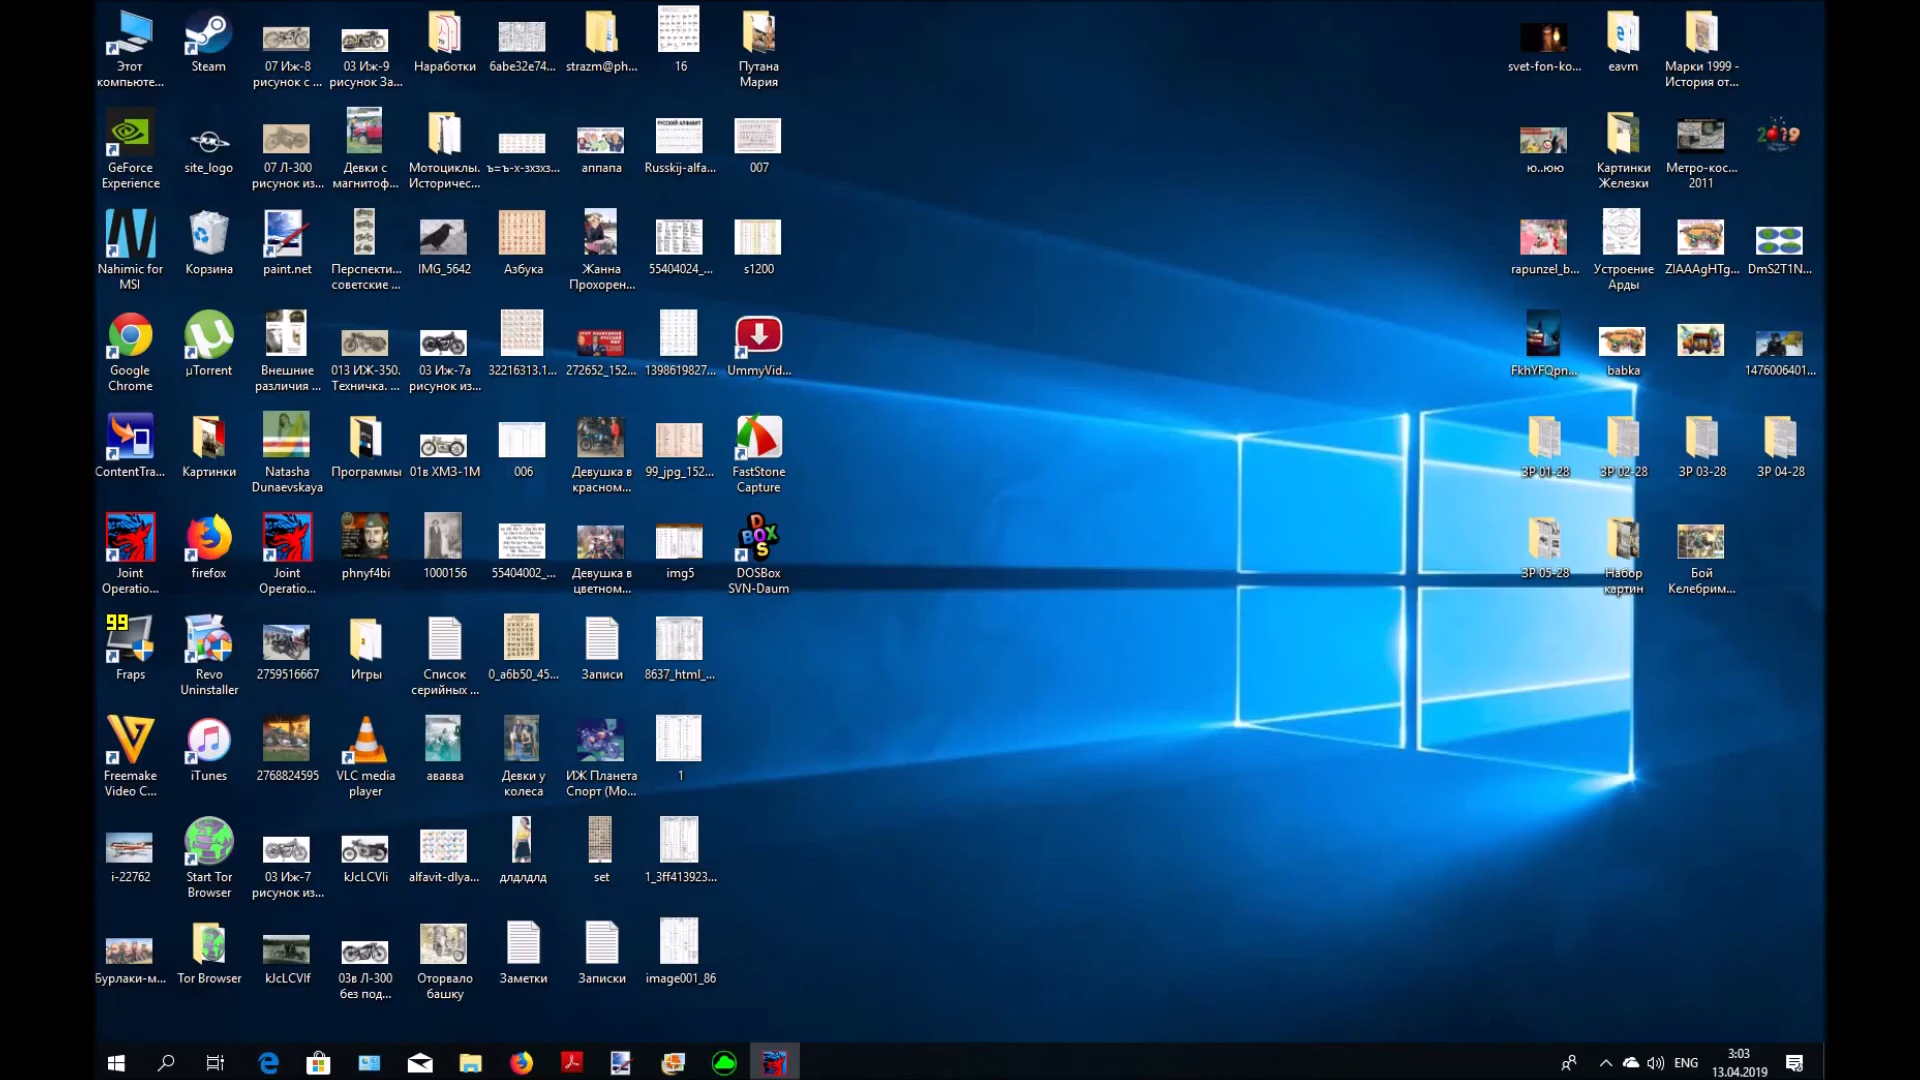 Этот
компьюте...
Steam
07 Иж-8
рисунок с ...
03 Иж-9
рисунок За...
Наработки
6abe32e74...
strazm@ph...
16
Путана
Мария
svet-fon-ko...
eavm
Марки 1999 -
История от...
GeForce
Experience
site_logo
07 Л-300
рисунок из...
Девки с
магнитоф...
Мотоциклы.
Историчес...
ъ=ъ-х-зхзхз...
аппапа
РУССКИЙ АЛФАВИТ
Russkij-alfa...
007
ю..юю
Картинки
Железки
Метро-кос...
2011
2019
Nahimic for
MSI
Корзина
paint.net
Перспекти...
советские ...
IMG_5642
Азбука
Жанна
Прохорен...
55404024_...
s1200
rapunzel_b...
Устроение
Арды
ZlAAAgHTg...
DmS2T1N...
Google
Chrome
µTorrent
Внешние
различия ...
013 ИЖ-350.
Техничка. ...
03 Иж-7а
рисунок из...
32216313.1...
272652_152...
1398619827...
UmmyVid...
FkhYFQpn...
babka
1476006401...
ContentTra...
Картинки
Natasha
Dunaevskaya
Программы
01в ХМЗ-1М
006
Девушка в
красном...
99_jpg_152...
FastStone
Capture
ЗР 01-28
ЗР 02-28
ЗР 03-28
ЗР 04-28
Joint
Operatio...
firefox
Joint
Operatio...
phnyf4bi
1000156
55404002_...
Девушка в
цветном...
img5
DOS
BOX
DOSBox
SVN-Daum
ЗР 05-28
Набор
картин
Бой
Келебрим...
99
Fraps
Revo
Uninstaller
2759516667
Игры
Список
серийных ...
0_a6b50_45...
Записи
8637_html_...
Freemake
Video C...
iTunes
2768824595
VLC media
player
ававва
Девки у
колеса
ИЖ Планета
Спорт (Мо...
1
i-22762
Start Tor
Browser
03 Иж-7
рисунок из...
kJcLCVIi
alfavit-dlya...
длдлдлд
set
1_3ff413923...
Бурлаки-м...
Tor Browser
kJcLCVIf
03в Л-300
без под...
Оторвало
башку
Заметки
Записки
image001_86
ENG
3:03
13.04.2019